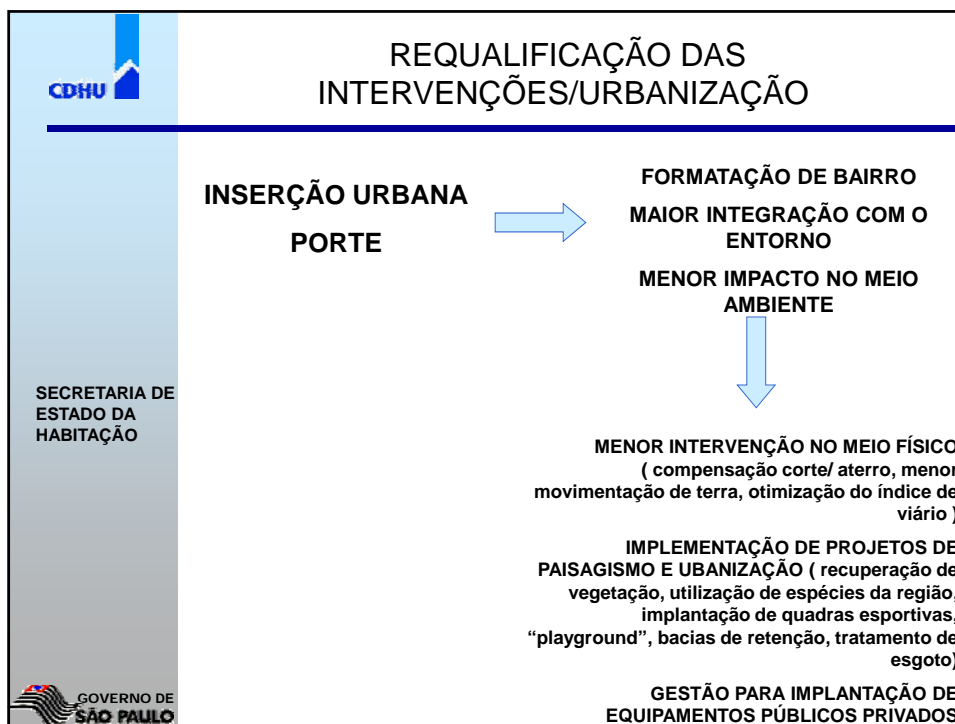 CDHU
REQUALIFICAÇÃO DAS
INTERVENÇÕES/URBANIZAÇÃO
INSERÇÃO URBANA
PORTE
FORMATAÇÃO DE BAIRRO
MAIOR INTEGRAÇÃO COM O
ENTORNO
MENOR IMPACTO NO MEIO
AMBIENTE
SECRETARIA DE
ESTADO DA
HABITAÇÃO
MENOR INTERVENÇÃO NO MEIO FÍSICO
( compensação corte/ aterro, menor
movimentação de terra, otimização do índice de
viário )
IMPLEMENTAÇÃO DE PROJETOS DE
PAISAGISMO E UBANIZAÇÃO ( recuperação de
vegetação, utilização de espécies da região,
implantação de quadras esportivas,
“playground”, bacias de retenção, tratamento de
esgoto)
GESTÃO PARA IMPLANTAÇÃO DE
EQUIPAMENTOS PÚBLICOS PRIVADOS
GOVERNO DE
SÃO PAULO